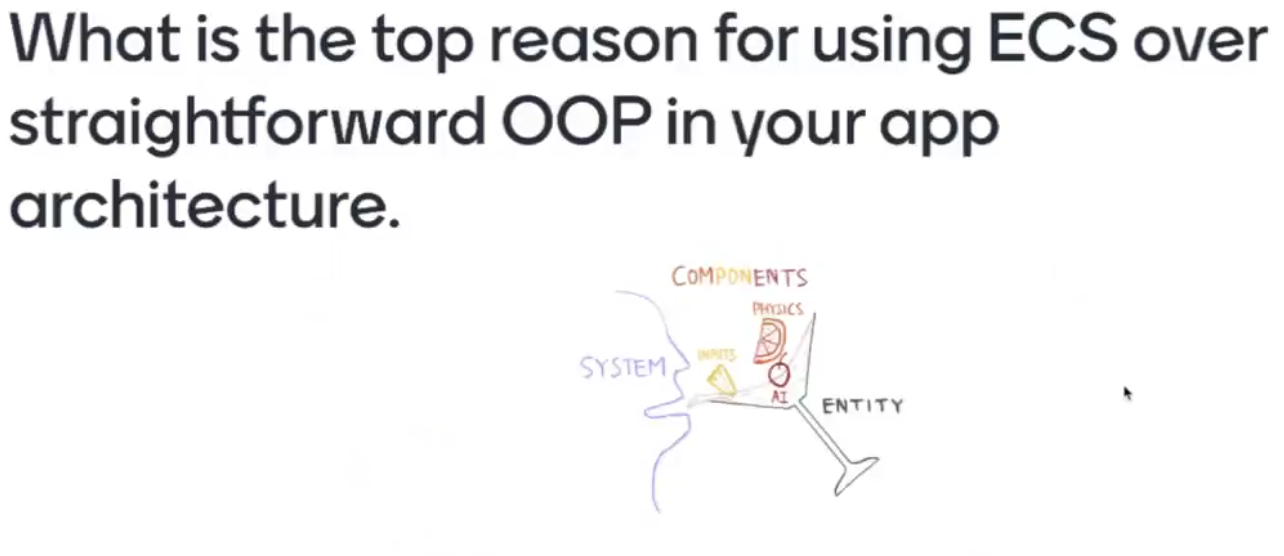 What is the top reason for using ECS over
straightforward OOP in your app
architecture.
COMPONENTS
PHYSICS
INPUTS
SYSTEM
AI
ENTITY